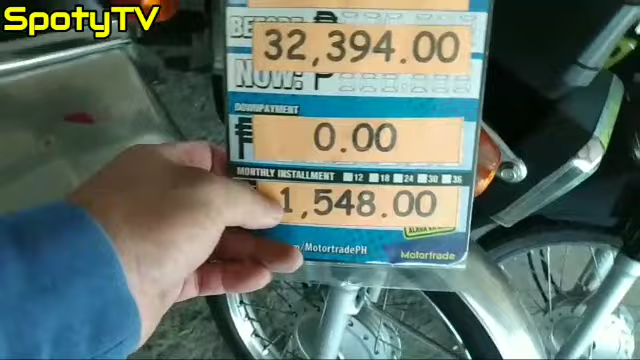 SpotyTV
BEFORE: ₱
32,394.00
NOW: ₱
DOWNPAYMENT
₱ 0.00
MONTHLY INSTALLMENT 12 18 24 30 36
1,548.00
/MotortradePH
Motortrade